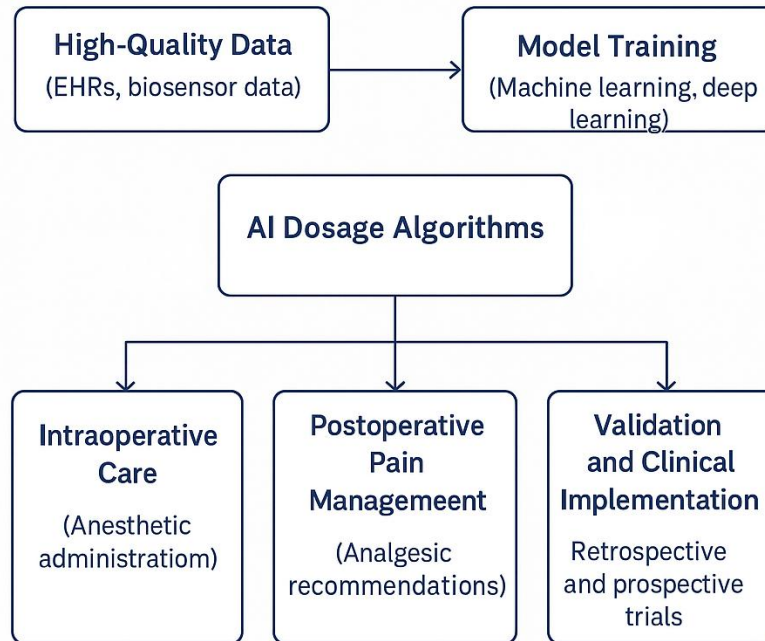 High-Quality Data
(EHRs, biosensor data)
Model Training
(Machine learning, deep
learning)
AI Dosage Algorithms
Intraoperative
Care
(Anesthetic
administratiom)
Postoperative
Pain
Managemeent
(Analgesic
recommendations)
Validation
and Clinical
Implementation
Retrospective
and prospective
trials